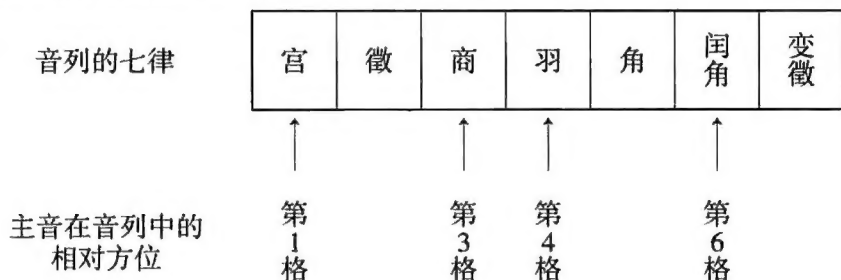 音列的七律
宫 徵 商 羽 角 闰角 变徵
主音在音列中的
相对方位
第1格 第3格 第4格 第6格